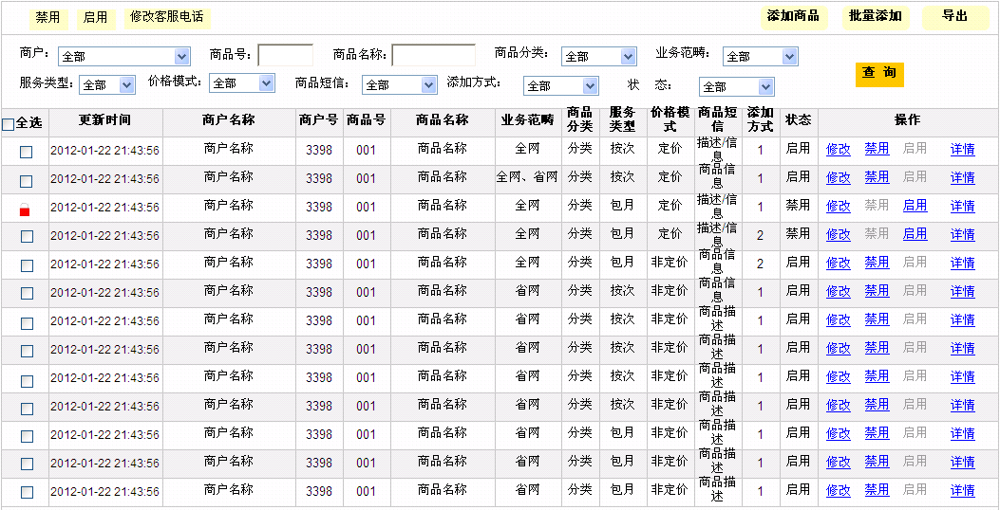 禁用 启用 修改客服电话 添加商品 批量添加 导出
商户： 全部 商品号： 商品名称： 商品分类： 全部 业务范畴： 全部
服务类型： 全部 价格模式： 全部 商品短信： 全部 添加方式： 全部 状 态： 全部 查 询
全选 更新时间 商户名称 商户号 商品号 商品名称 业务范畴 商品分类 服务类型 价格模式 商品短信 添加方式 状态 操作
2012-01-22 21:43:56 商户名称 3398 001 商品名称 全网 分类 按次 定价 描述/信息 1 启用 修改 禁用 启用 详情
2012-01-22 21:43:56 商户名称 3398 001 商品名称 全网、省网 分类 按次 定价 商品信息 1 启用 修改 禁用 启用 详情
2012-01-22 21:43:56 商户名称 3398 001 商品名称 全网 分类 包月 定价 描述/信息 1 禁用 修改 禁用 启用 详情
2012-01-22 21:43:56 商户名称 3398 001 商品名称 全网 分类 包月 定价 描述/信息 2 禁用 修改 禁用 启用 详情
2012-01-22 21:43:56 商户名称 3398 001 商品名称 全网 分类 包月 非定价 商品信息 2 启用 修改 禁用 启用 详情
2012-01-22 21:43:56 商户名称 3398 001 商品名称 省网 分类 按次 非定价 商品信息 1 启用 修改 禁用 启用 详情
2012-01-22 21:43:56 商户名称 3398 001 商品名称 省网 分类 按次 非定价 商品描述 1 启用 修改 禁用 启用 详情
2012-01-22 21:43:56 商户名称 3398 001 商品名称 省网 分类 按次 非定价 商品描述 1 启用 修改 禁用 启用 详情
2012-01-22 21:43:56 商户名称 3398 001 商品名称 省网 分类 按次 非定价 商品描述 1 启用 修改 禁用 启用 详情
2012-01-22 21:43:56 商户名称 3398 001 商品名称 省网 分类 按次 非定价 商品描述 1 启用 修改 禁用 启用 详情
2012-01-22 21:43:56 商户名称 3398 001 商品名称 省网 分类 包月 非定价 商品描述 1 启用 修改 禁用 启用 详情
2012-01-22 21:43:56 商户名称 3398 001 商品名称 省网 分类 包月 非定价 商品描述 1 启用 修改 禁用 启用 详情
2012-01-22 21:43:56 商户名称 3398 001 商品名称 省网 分类 包月 非定价 商品描述 1 启用 修改 禁用 启用 详情